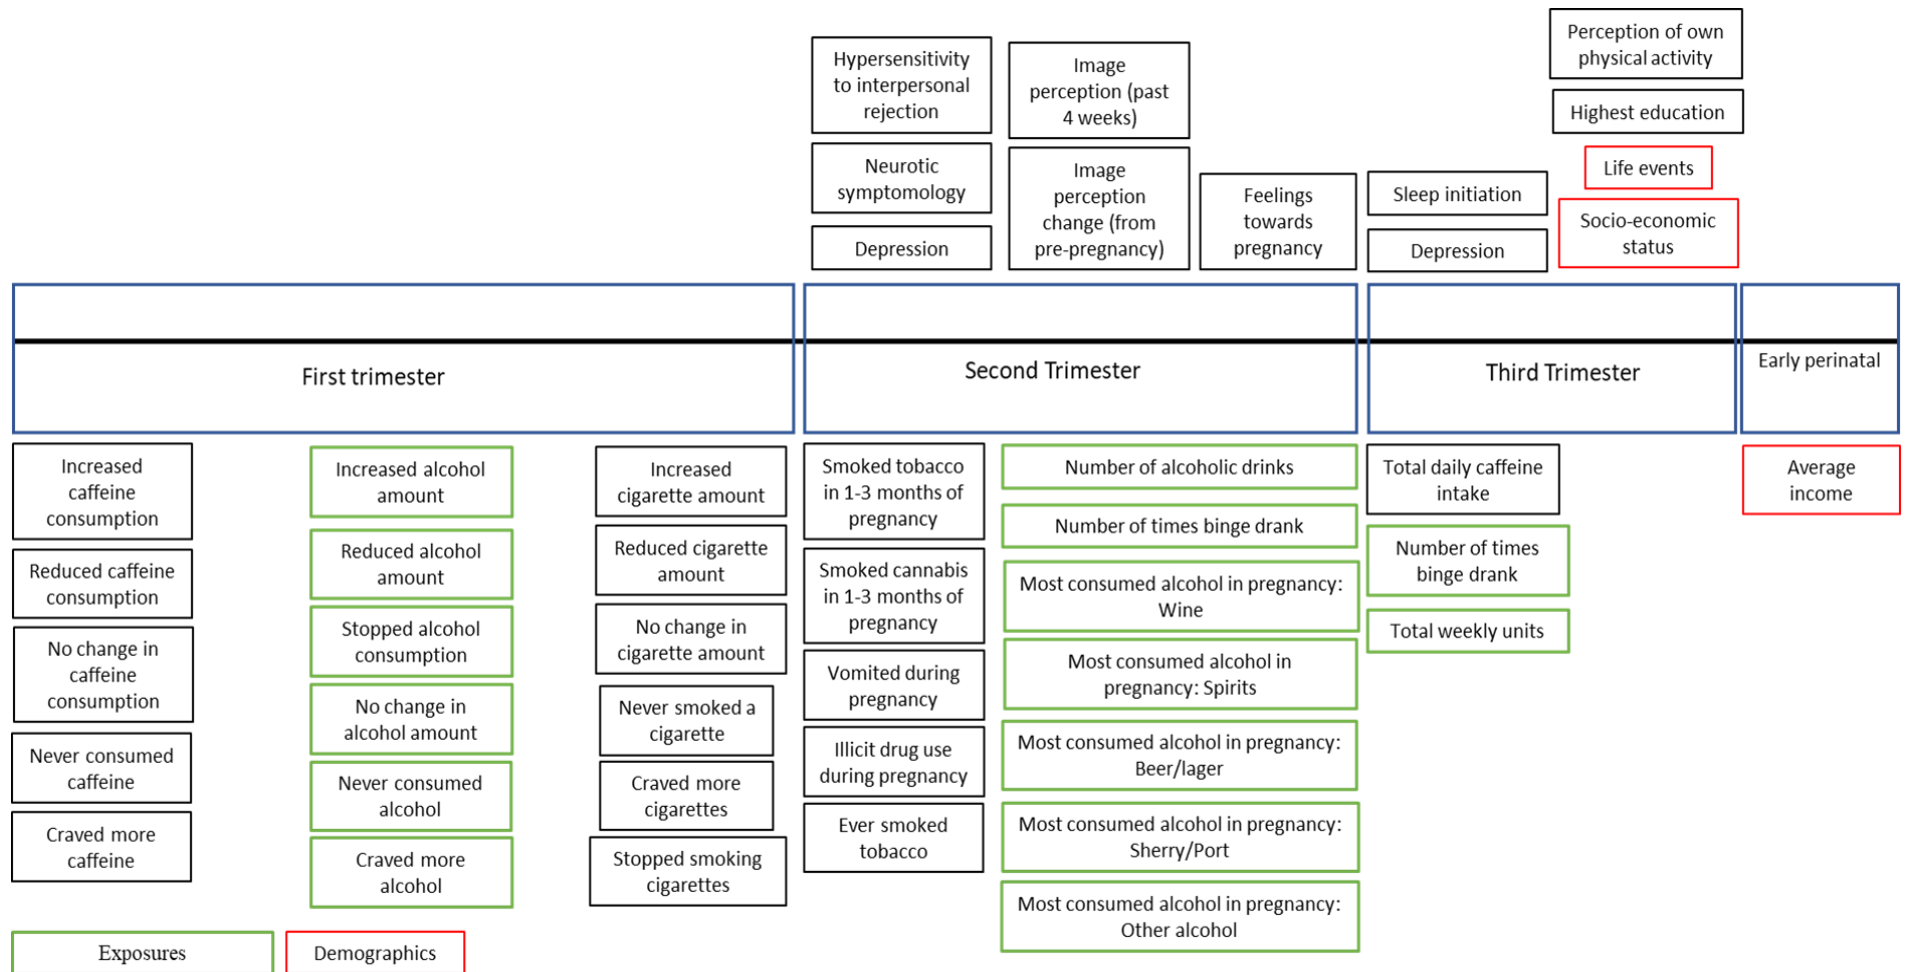 Hypersensitivity
to interpersonal
rejection
Neurotic
symptomology
Depression
Image
perception (past
4 weeks)
Image
perception
change (from
pre-pregnancy)
Feelings
towards
pregnancy
Sleep initiation
Depression
Perception of own
physical activity
Highest education
Life events
Socio-economic
status
First trimester
Second Trimester
Third Trimester
Early perinatal
Increased
caffeine
consumption
Reduced caffeine
consumption
No change in
caffeine
consumption
Never consumed
caffeine
Craved more
caffeine
Increased alcohol
amount
Reduced alcohol
amount
Stopped alcohol
consumption
No change in
alcohol amount
Never consumed
alcohol
Craved more
alcohol
Increased
cigarette amount
Reduced cigarette
amount
No change in
cigarette amount
Never smoked a
cigarette
Craved more
cigarettes
Stopped smoking
cigarettes
Smoked tobacco
in 1-3 months of
pregnancy
Smoked cannabis
in 1-3 months of
pregnancy
Vomited during
pregnancy
Illicit drug use
during pregnancy
Ever smoked
tobacco
Number of alcoholic drinks
Number of times binge drank
Most consumed alcohol in pregnancy:
Wine
Most consumed alcohol in
pregnancy: Spirits
Most consumed alcohol in pregnancy:
Beer/lager
Most consumed alcohol in pregnancy:
Sherry/Port
Most consumed alcohol in pregnancy:
Other alcohol
Total daily caffeine
intake
Number of times
binge drank
Total weekly units
Average
income
Exposures
Demographics